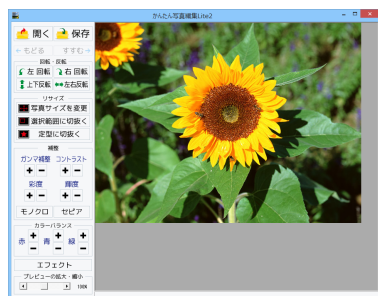 かんたん写真編集Lite2
開く 保存
←もどる すすむ→
回転・反転
左回転 右回転
上下反転 左右反転
リサイズ
写真サイズを変更
選択範囲に切抜く
定型に切抜く
補整
ガンマ補整 コントラスト
+ - + -
彩度 輝度
+ - + -
モノクロ セピア
カラーバランス
赤 + - 青 + - 緑 + -
エフェクト
プレビューの拡大・縮小
100%